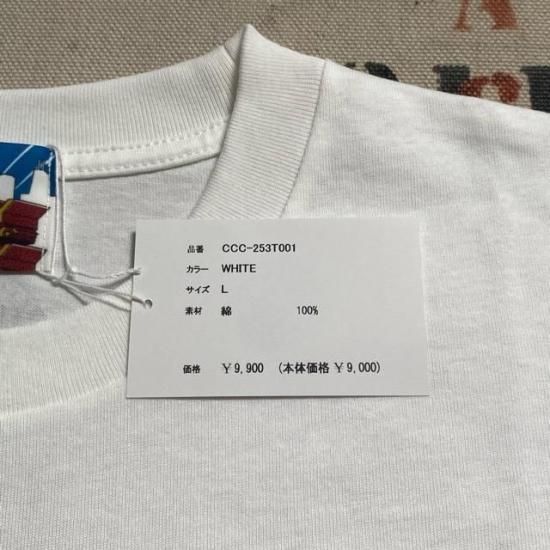 品番 CCC-253T001
カラー WHITE
サイズ L
素材 綿 100%
価格 ￥9,900 (本体価格 ￥9,000)